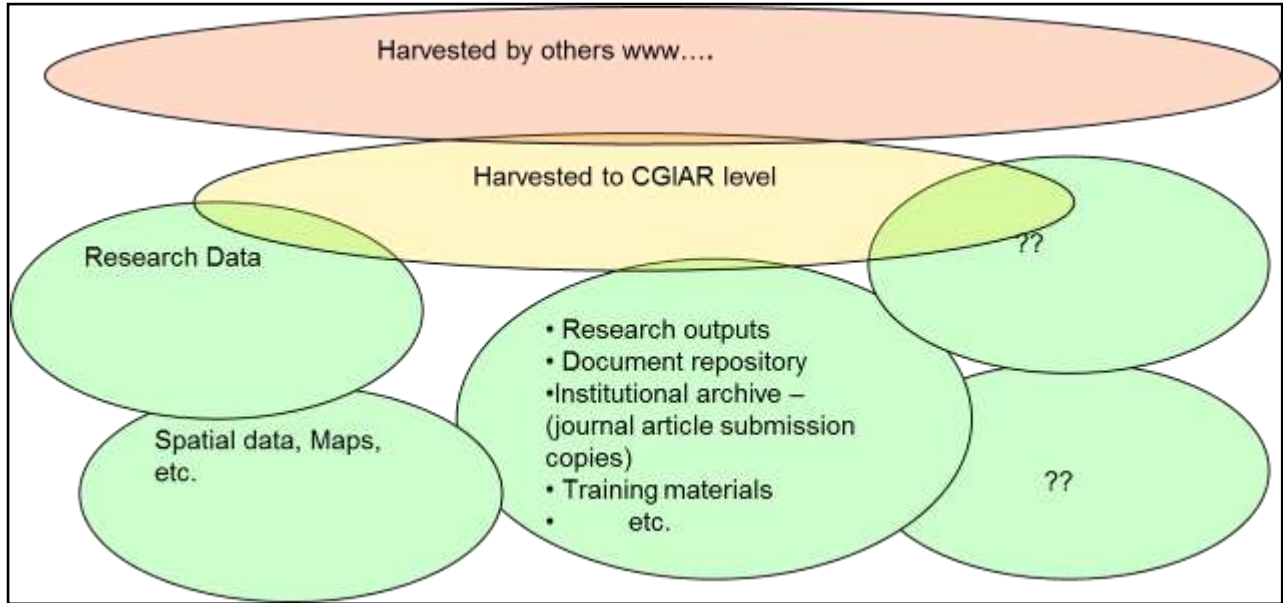 Harvested by others www….
Harvested to CGIAR level
Research Data
??
• Research outputs
• Document repository
•Institutional archive –
(journal article submission
copies)
• Training materials
• etc.
Spatial data, Maps,
etc.
??